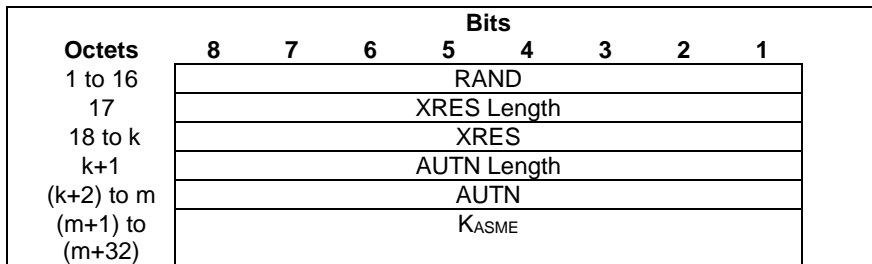 Bits
Octets 8 7 6 5 4 3 2 1
1 to 16 RAND
17 XRES Length
18 to k XRES
k+1 AUTN Length
(k+2) to m AUTN
(m+1) to KASME
(m+32)